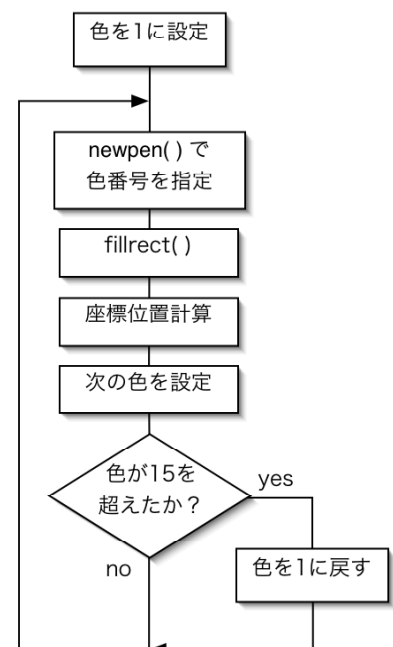 色を1に設定
newpen( ) で
色番号を指定
fillrect( )
座標位置計算
次の色を設定
色が15を
超えたか？
yes
no
色を1に戻す